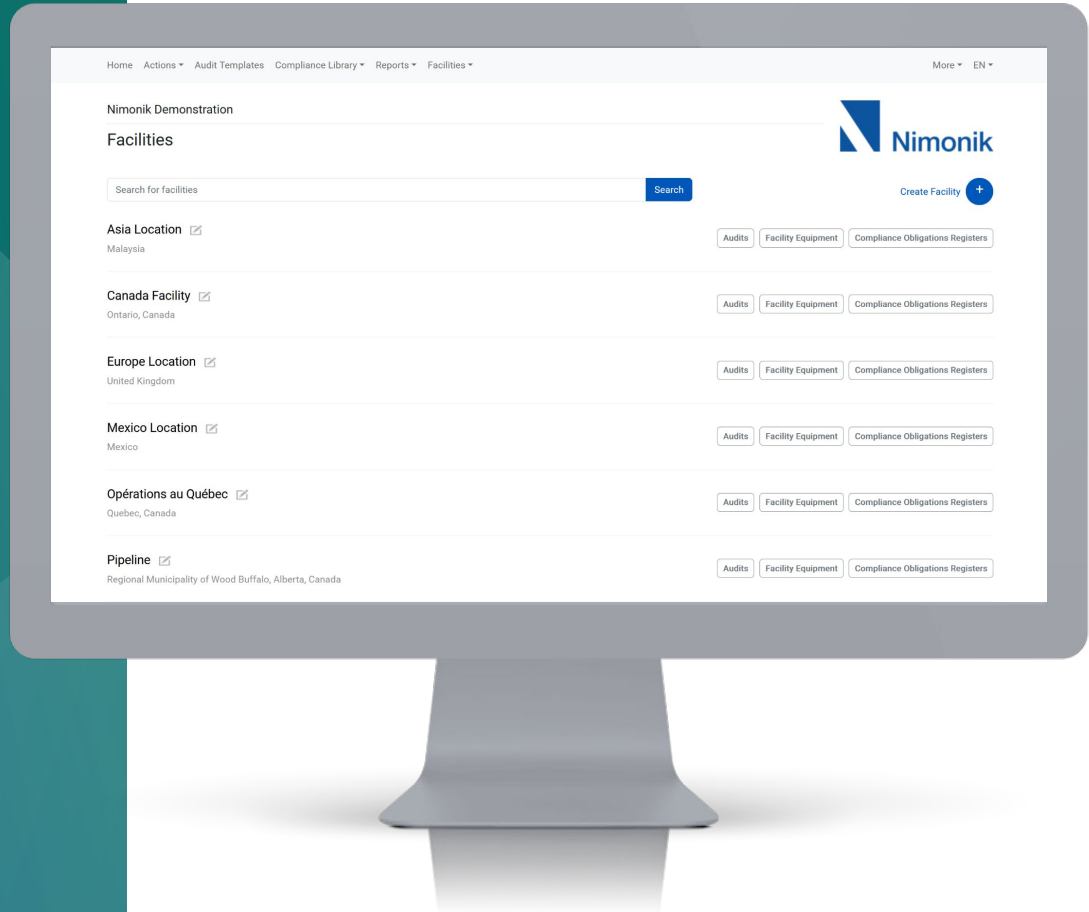 Home Actions Audit Templates Compliance Library Reports Facilities More EN
Nimonik Demonstration
Facilities
Nimonik
Search for facilities Search Create Facility +
Asia Location
Malaysia
Audits Facility Equipment Compliance Obligations Registers
Canada Facility
Ontario, Canada
Audits Facility Equipment Compliance Obligations Registers
Europe Location
United Kingdom
Audits Facility Equipment Compliance Obligations Registers
Mexico Location
Mexico
Audits Facility Equipment Compliance Obligations Registers
Opérations au Québec
Quebec, Canada
Audits Facility Equipment Compliance Obligations Registers
Pipeline
Regional Municipality of Wood Buffalo, Alberta, Canada
Audits Facility Equipment Compliance Obligations Registers